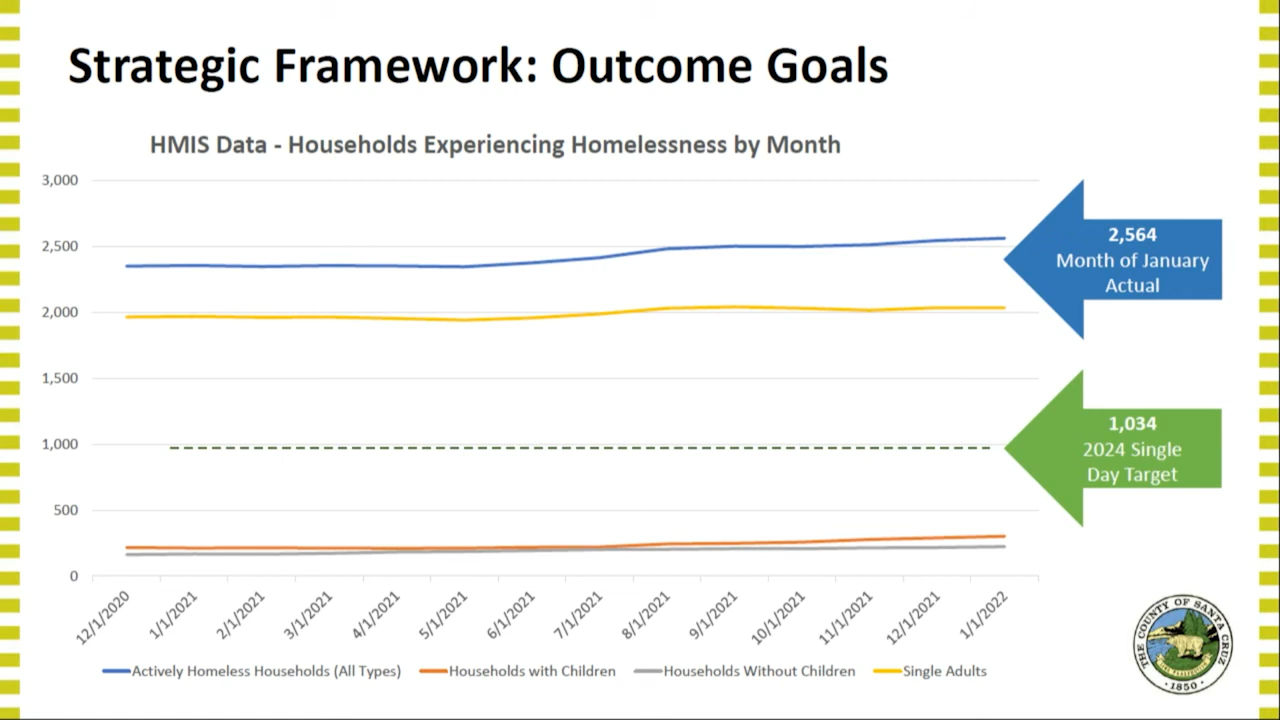 Strategic Framework: Outcome Goals
HMIS Data - Households Experiencing Homelessness by Month
3,000
2,500
2,000
1,500
1,000
500
0
12/1/2020
1/1/2021
2/1/2021
3/1/2021
4/1/2021
5/1/2021
6/1/2021
7/1/2021
8/1/2021
9/1/2021
10/1/2021
11/1/2021
12/1/2021
1/1/2022
Actively Homeless Households (All Types)
Households with Children
Households Without Children
Single Adults
2,564
Month of January
Actual
1,034
2024 Single
Day Target
THE COUNTY OF SANTA CRUZ
1850